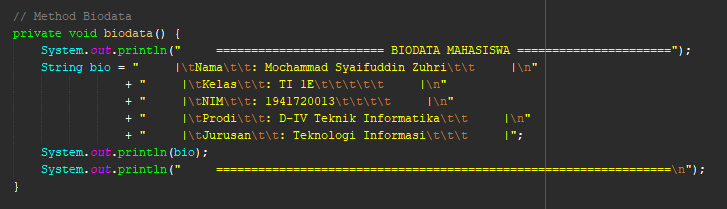 // Method Biodata
private void biodata() {
    System.out.println("     ======================== BIODATA MAHASISWA ======================");
    String bio = "     |\tNama\t\t: Mochammad Syaifuddin Zuhri\t\t     |\n"
                + "     |\tKelas\t\t: TI 1E\t\t\t\t\t     |\n"
                + "     |\tNIM\t\t: 1941720013\t\t\t\t     |\n"
                + "     |\tProdi\t\t: D-IV Teknik Informatika\t\t     |\n"
                + "     |\tJurusan\t\t: Teknologi Informasi\t\t\t     |";
    System.out.println(bio);
    System.out.println("     =================================================================\n");
}